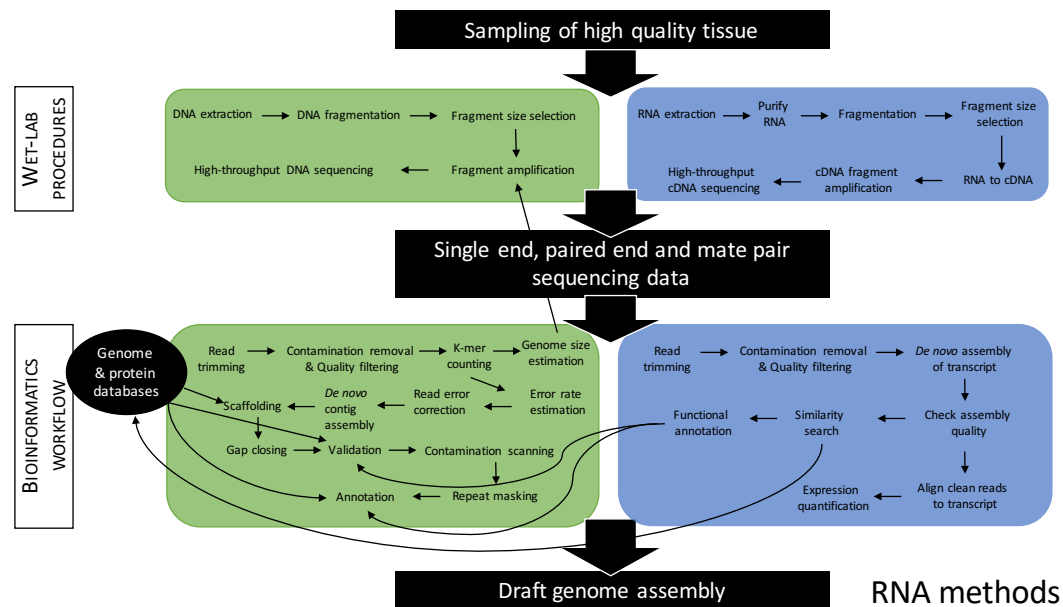 Sampling of high quality tissue
WET-LAB
PROCEDURES
DNA extraction
DNA fragmentation
Fragment size selection
High-throughput DNA sequencing
Fragment amplification
RNA extraction
Purify
RNA
Fragmentation
Fragment size
selection
High-throughput
cDNA sequencing
cDNA fragment
amplification
RNA to cDNA
Single end, paired end and mate pair
sequencing data
BIOINFORMATICS
WORKFLOW
Genome
& protein
databases
Read
trimming
Contamination removal
& Quality filtering
K-mer
counting
Genome size
estimation
Scaffolding
De novo
contig
assembly
Read error
correction
Error rate
estimation
Gap closing
Validation
Contamination scanning
Annotation
Repeat masking
Read
trimming
Contamination removal
& Quality filtering
De novo assembly
of transcript
Functional
annotation
Similarity
search
Check assembly
quality
Expression
quantification
Align clean reads
to transcript
Draft genome assembly
RNA methods